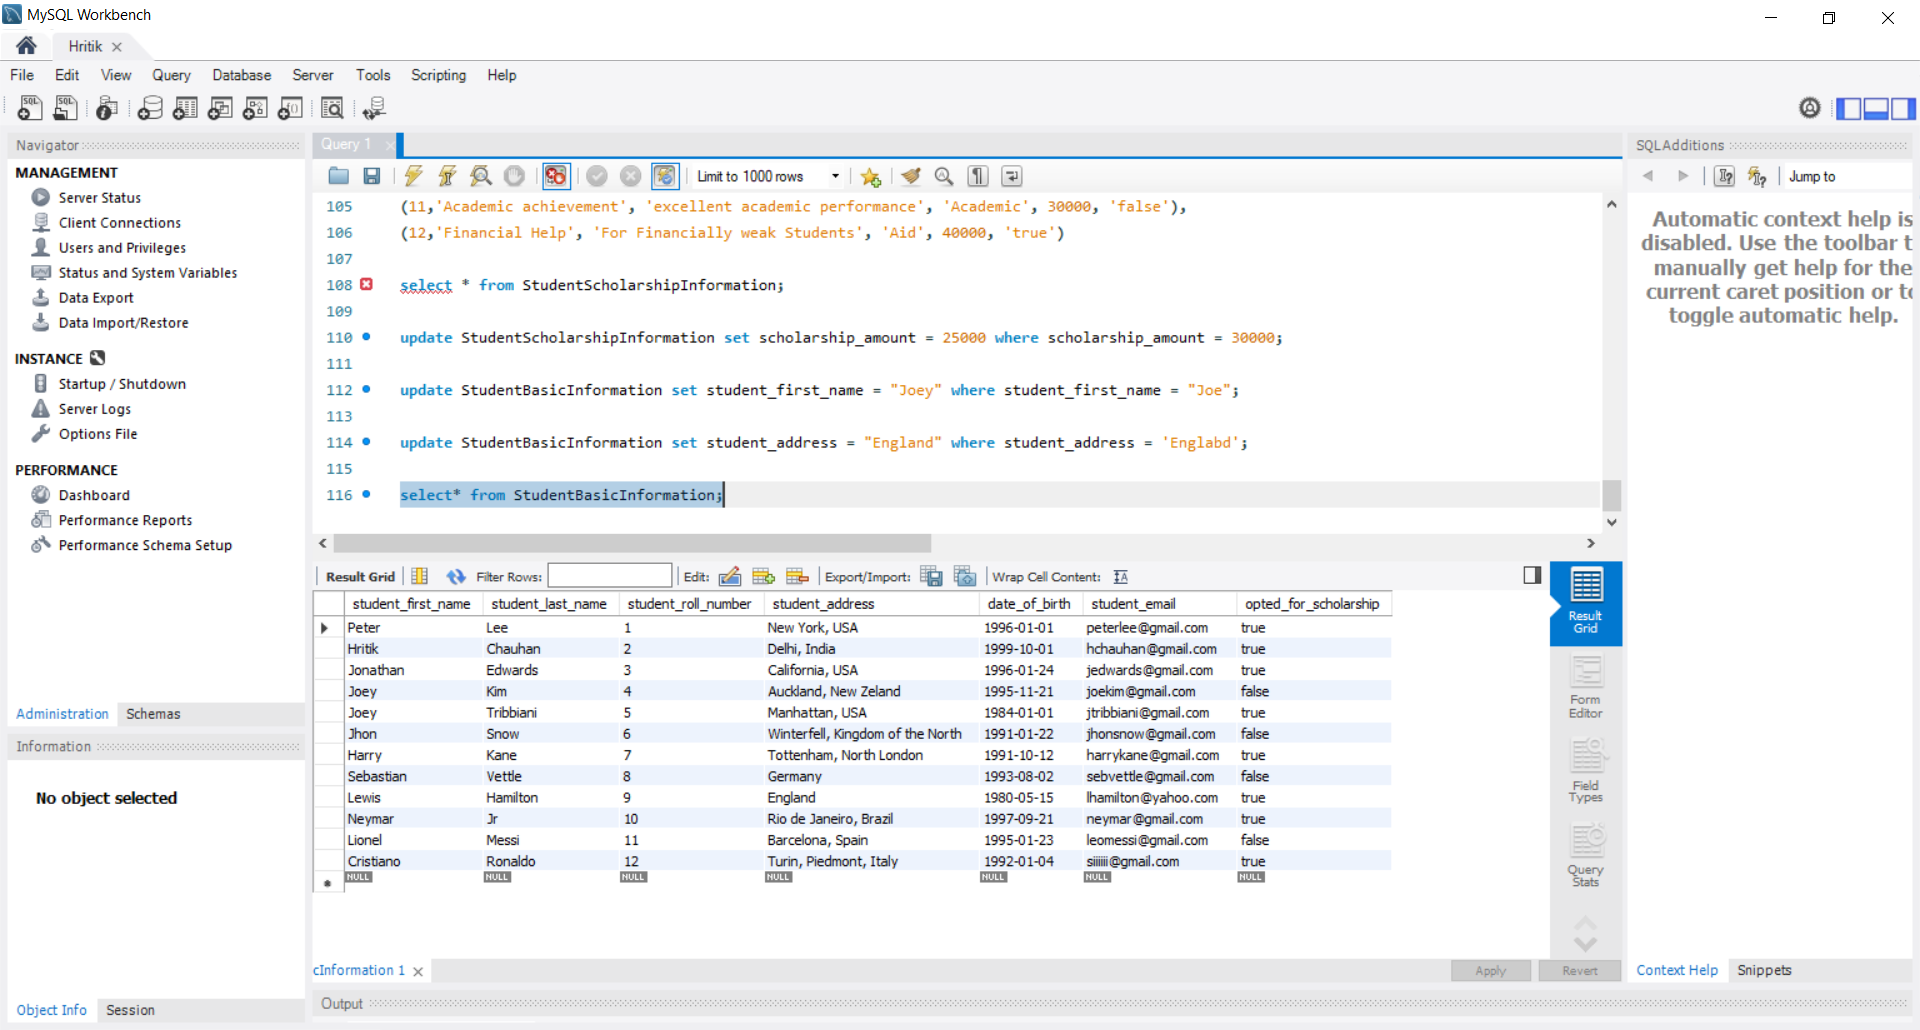 MySQL Workbench
Hritik
File Edit View Query Database Server Tools Scripting Help
Navigator
MANAGEMENT
Server Status
Client Connections
Users and Privileges
Status and System Variables
Data Export
Data Import/Restore
INSTANCE
Startup / Shutdown
Server Logs
Options File
PERFORMANCE
Dashboard
Performance Reports
Performance Schema Setup
Administration Schemas
Information
No object selected
Object Info Session
Query 1
Limit to 1000 rows
105 (11,'Academic achievement', 'excellent academic performance', 'Academic', 30000, 'false'),
106 (12,'Financial Help', 'For Financially weak Students', 'Aid', 40000, 'true')
107
108 select * from StudentScholarshipInformation;
109
110 update StudentScholarshipInformation set scholarship_amount = 25000 where scholarship_amount = 30000;
111
112 update StudentBasicInformation set student_first_name = "Joey" where student_first_name = "Joe";
113
114 update StudentBasicInformation set student_address = "England" where student_address = 'Englabd';
115
116 select* from StudentBasicInformation;
Result Grid Filter Rows: Edit: Export/Import: Wrap Cell Content:
student_first_name student_last_name student_roll_number student_address date_of_birth student_email opted_for_scholarship
Peter Lee 1 New York, USA 1996-01-01 peterlee@gmail.com true
Hritik Chauhan 2 Delhi, India 1999-10-01 hchauhan@gmail.com true
Jonathan Edwards 3 California, USA 1996-01-24 jedwards@gmail.com true
Joey Kim 4 Auckland, New Zeland 1995-11-21 joekim@gmail.com false
Joey Tribbiani 5 Manhattan, USA 1984-01-01 jtribbiani@gmail.com true
Jhon Snow 6 Winterfell, Kingdom of the North 1991-01-22 jhonsnow@gmail.com false
Harry Kane 7 Tottenham, North London 1991-10-12 harrykane@gmail.com true
Sebastian Vettle 8 Germany 1993-08-02 sebvettle@gmail.com false
Lewis Hamilton 9 England 1980-05-15 lhamilton@yahoo.com true
Neymar Jr 10 Rio de Janeiro, Brazil 1997-09-21 neymar@gmail.com true
Lionel Messi 11 Barcelona, Spain 1995-01-23 leomessi@gmail.com false
Cristiano Ronaldo 12 Turin, Piedmont, Italy 1992-01-04 siiiiii@gmail.com true
NULL NULL NULL NULL NULL NULL NULL
Result
Grid
Form
Editor
Field
Types
Query
Stats
cInformation 1
Apply Revert
Output
SQLAdditions
Jump to
Automatic context help is
disabled. Use the toolbar t
manually get help for the
current caret position or to
toggle automatic help.
Context Help Snippets